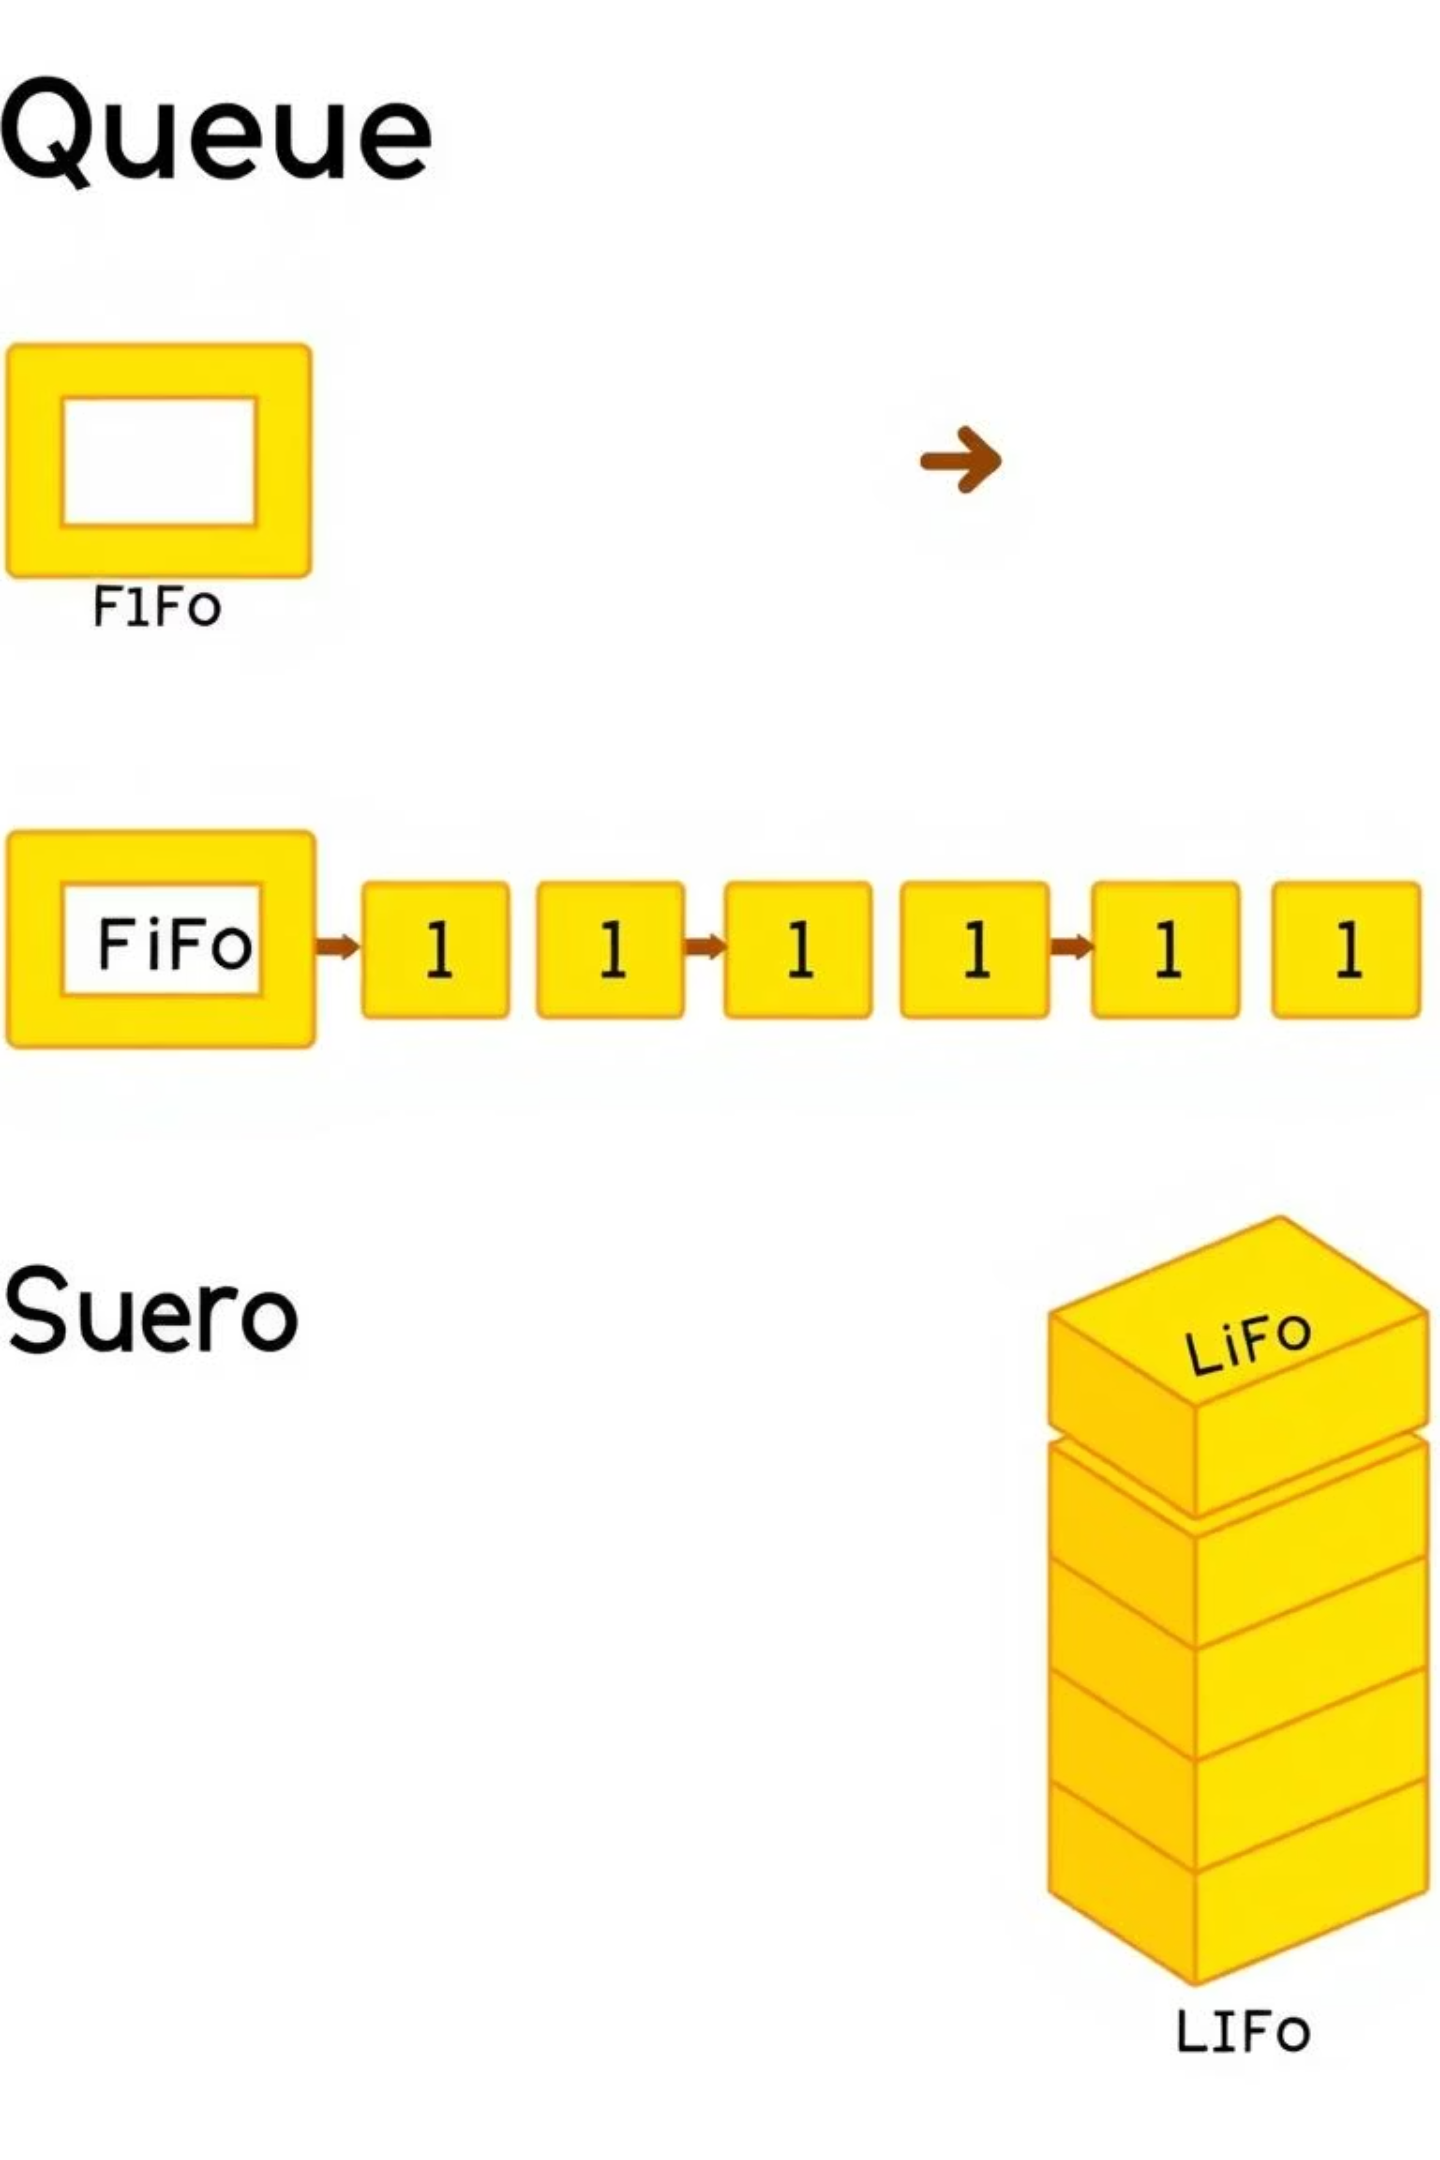 Queue
F1Fo
FiFo 1 1 1 1 1 1
Suero
LiFo
LIFo